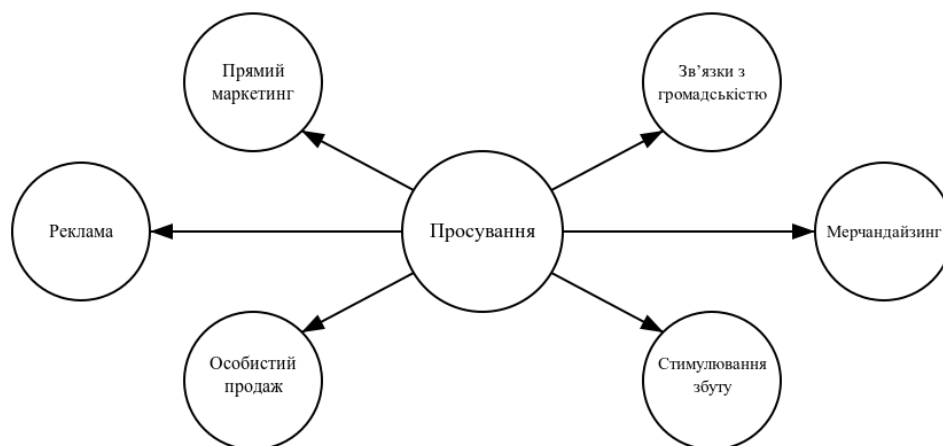 Прямий
маркетинг
Зв’язки з
громадськістю
Реклама
Просування
Мерчандайзинг
Особистий
продаж
Стимулювання
збуту